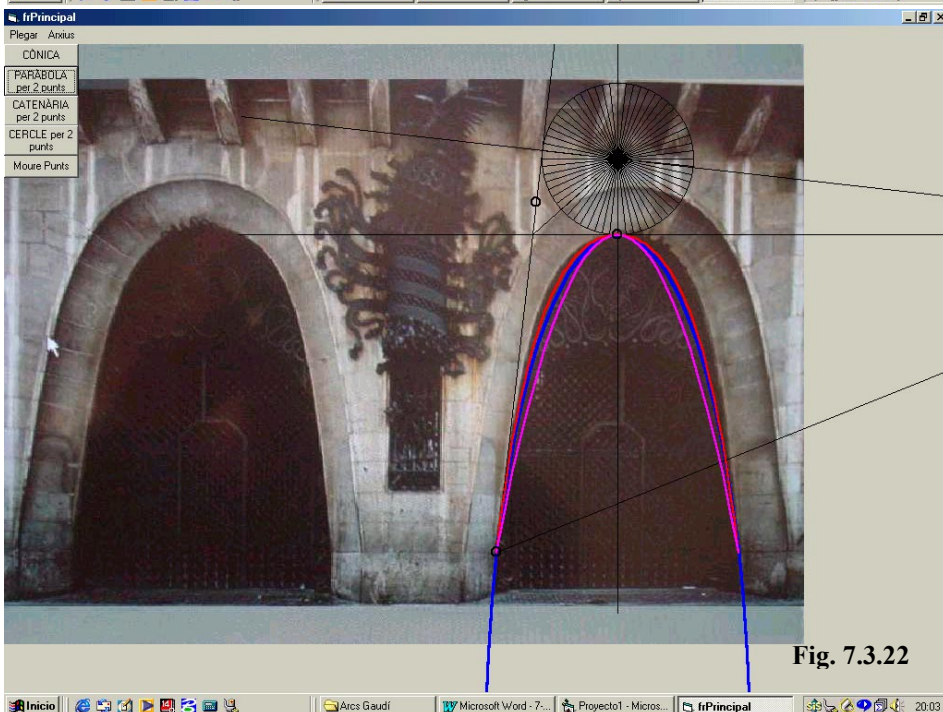 frPrincipal
Plegar Arxius
CÒNICA
PARÀBOLA
per 2 punts
CATENÀRIA
per 2 punts
CERCLE per 2
punts
Moure Punts
Fig. 7.3.22
Inicio
Arcs Gaudí
Microsoft Word - 7-...
Proyecto1 - Micros...
frPrincipal
20:03